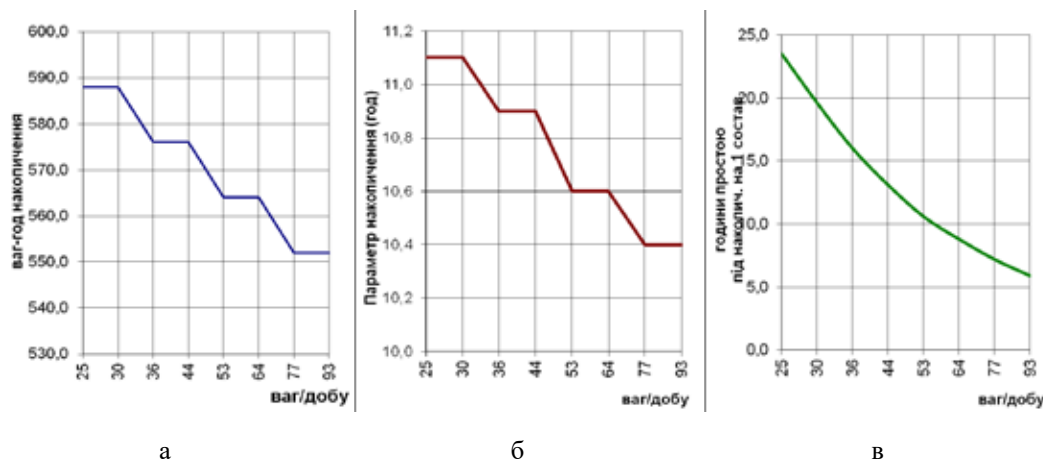 600,0
590,0
580,0
570,0
560,0
550,0
540,0
530,0
ваг-год накопичення
25 30 36 44 53 64 77 93
ваг/добу
11,2
11,0
10,8
10,6
10,4
10,2
10,0
Параметр накопичення (год)
25 30 36 44 53 64 77 93
ваг/добу
25,0
20,0
15,0
10,0
5,0
0,0
години простою
під накопич. на 1 состав
25 30 36 44 53 64 77 93
ваг/добу
а б в